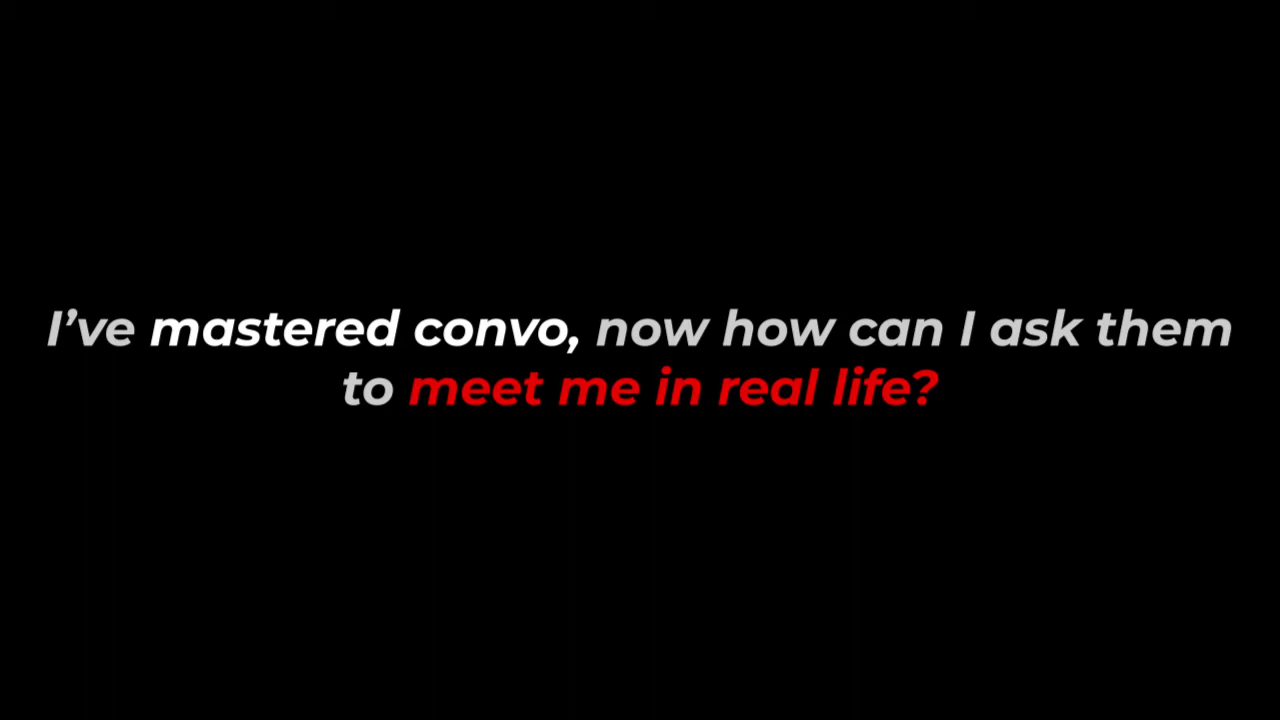 I’ve mastered convo, now how can I ask them
to meet me in real life?